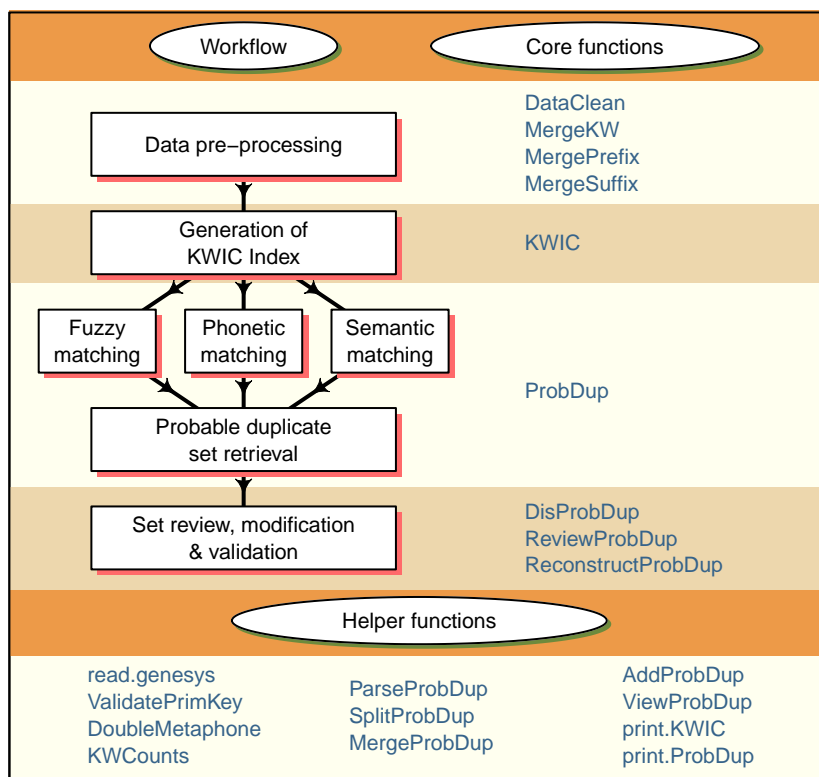 Workflow
Core functions
Data pre−processing
DataClean
MergeKW
MergePrefix
MergeSuffix
Generation of
KWIC Index
KWIC
Fuzzy
matching
Phonetic
matching
Semantic
matching
ProbDup
Probable duplicate
set retrieval
Set review, modification
& validation
DisProbDup
ReviewProbDup
ReconstructProbDup
Helper functions
read.genesys
ValidatePrimKey
DoubleMetaphone
KWCounts
ParseProbDup
SplitProbDup
MergeProbDup
AddProbDup
ViewProbDup
print.KWIC
print.ProbDup